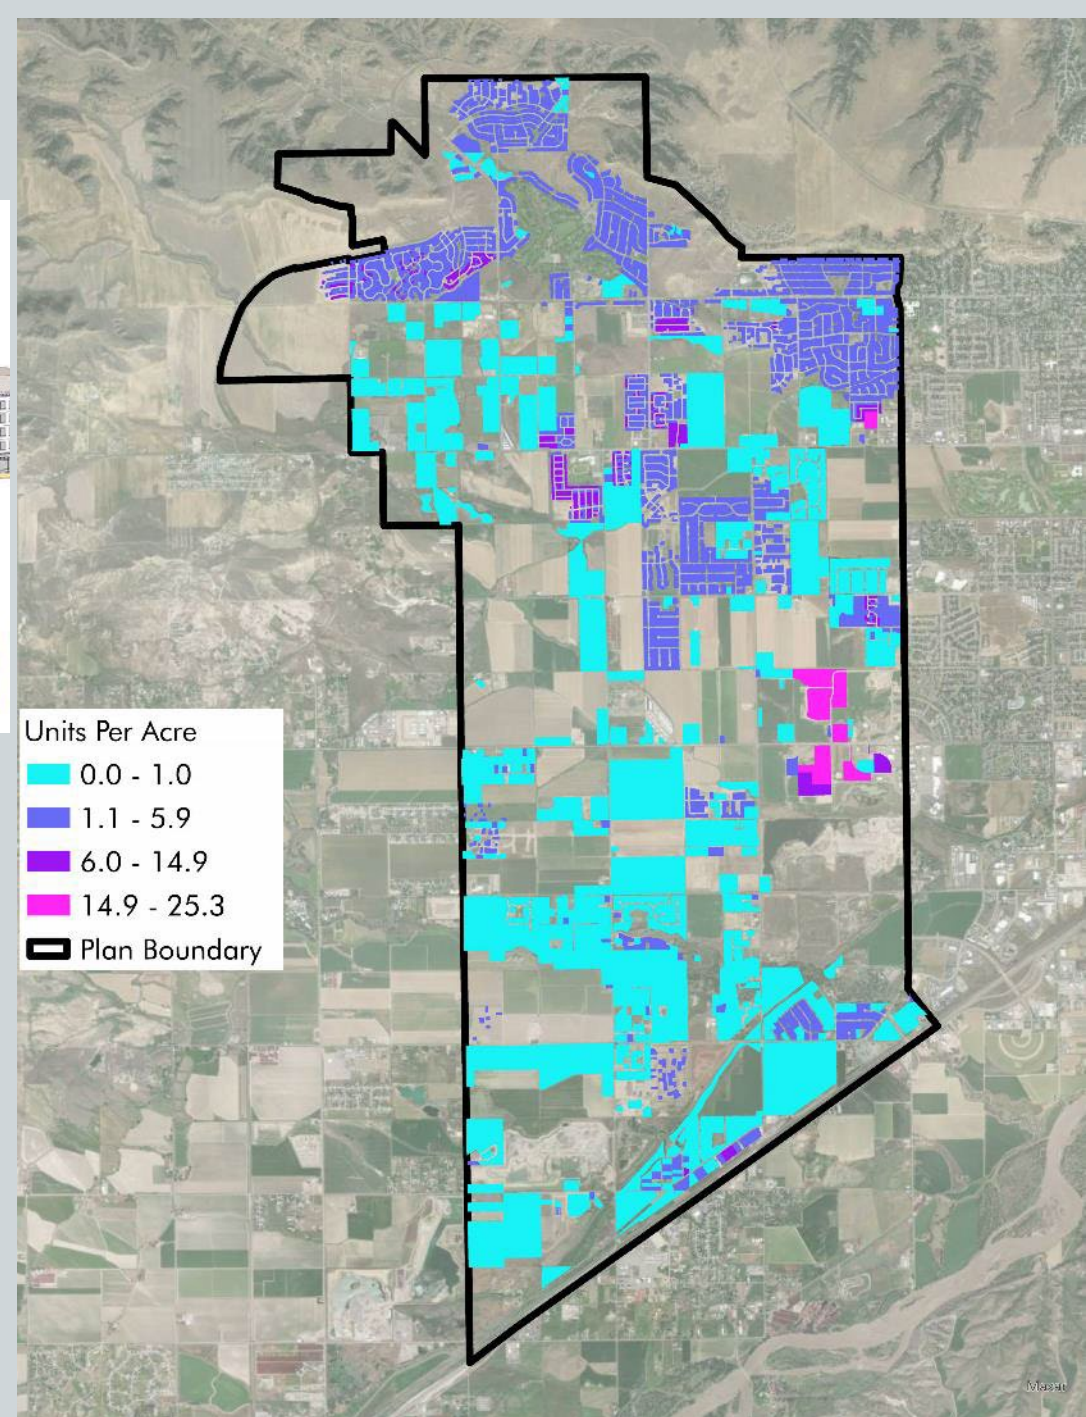 Units Per Acre
0.0 - 1.0
1.1 - 5.9
6.0 - 14.9
14.9 - 25.3
Plan Boundary
Maxar